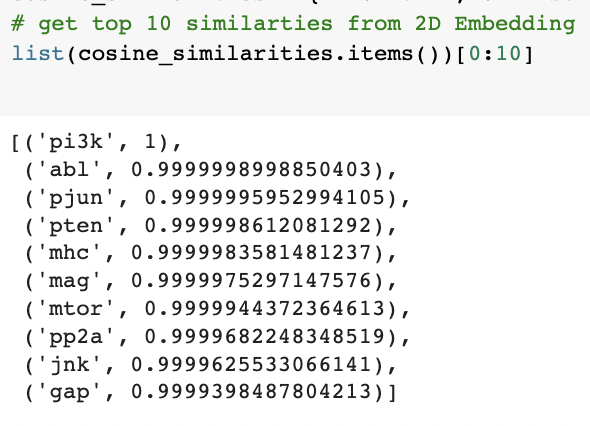 # get top 10 similarties from 2D Embedding
list(cosine_similarities.items())[0:10]
[('pi3k', 1),
('abl', 0.9999998998850403),
('pjun', 0.9999995952994105),
('pten', 0.999998612081292),
('mhc', 0.9999983581481237),
('mag', 0.9999975297147576),
('mtor', 0.9999944372364613),
('pp2a', 0.9999682248348519),
('jnk', 0.9999625533066141),
('gap', 0.9999398487804213)]